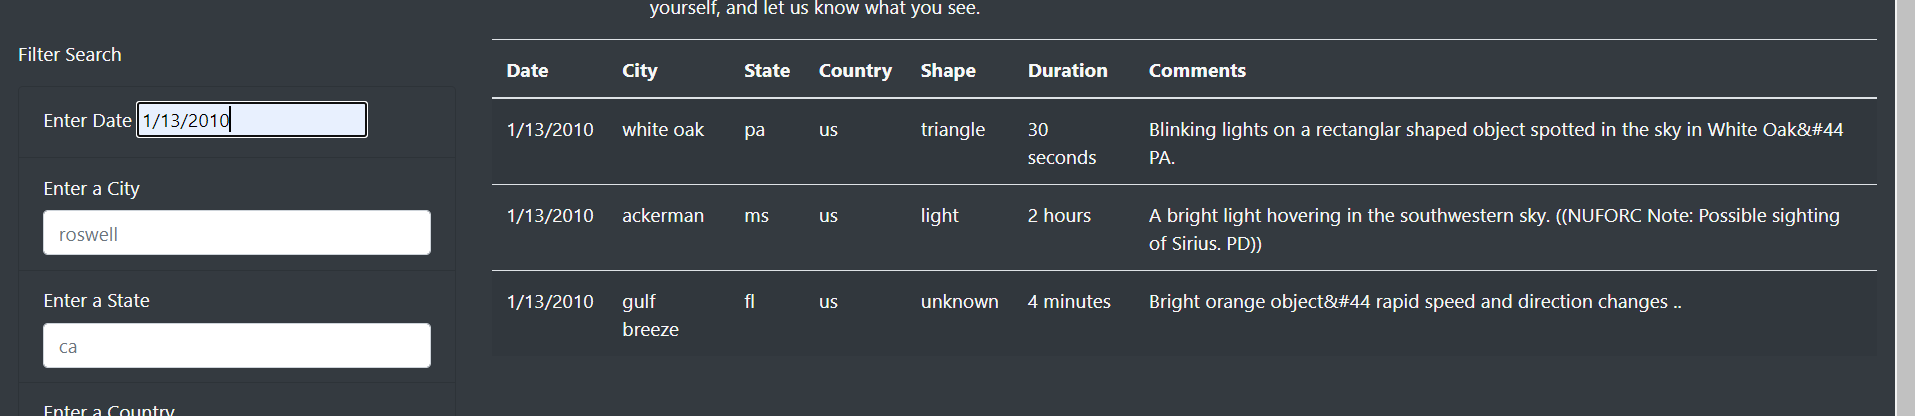 yourself, and let us know what you see.
Filter Search
Enter Date 1/13/2010
Enter a City
roswell
Enter a State
ca
Enter a Country
Date City State Country Shape Duration Comments
1/13/2010 white oak pa us triangle 30 seconds Blinking lights on a rectanglar shaped object spotted in the sky in White Oak&#44
PA.
1/13/2010 ackerman ms us light 2 hours A bright light hovering in the southwestern sky. ((NUFORC Note: Possible sighting
of Sirius. PD))
1/13/2010 gulf breeze fl us unknown 4 minutes Bright orange object&#44 rapid speed and direction changes ..